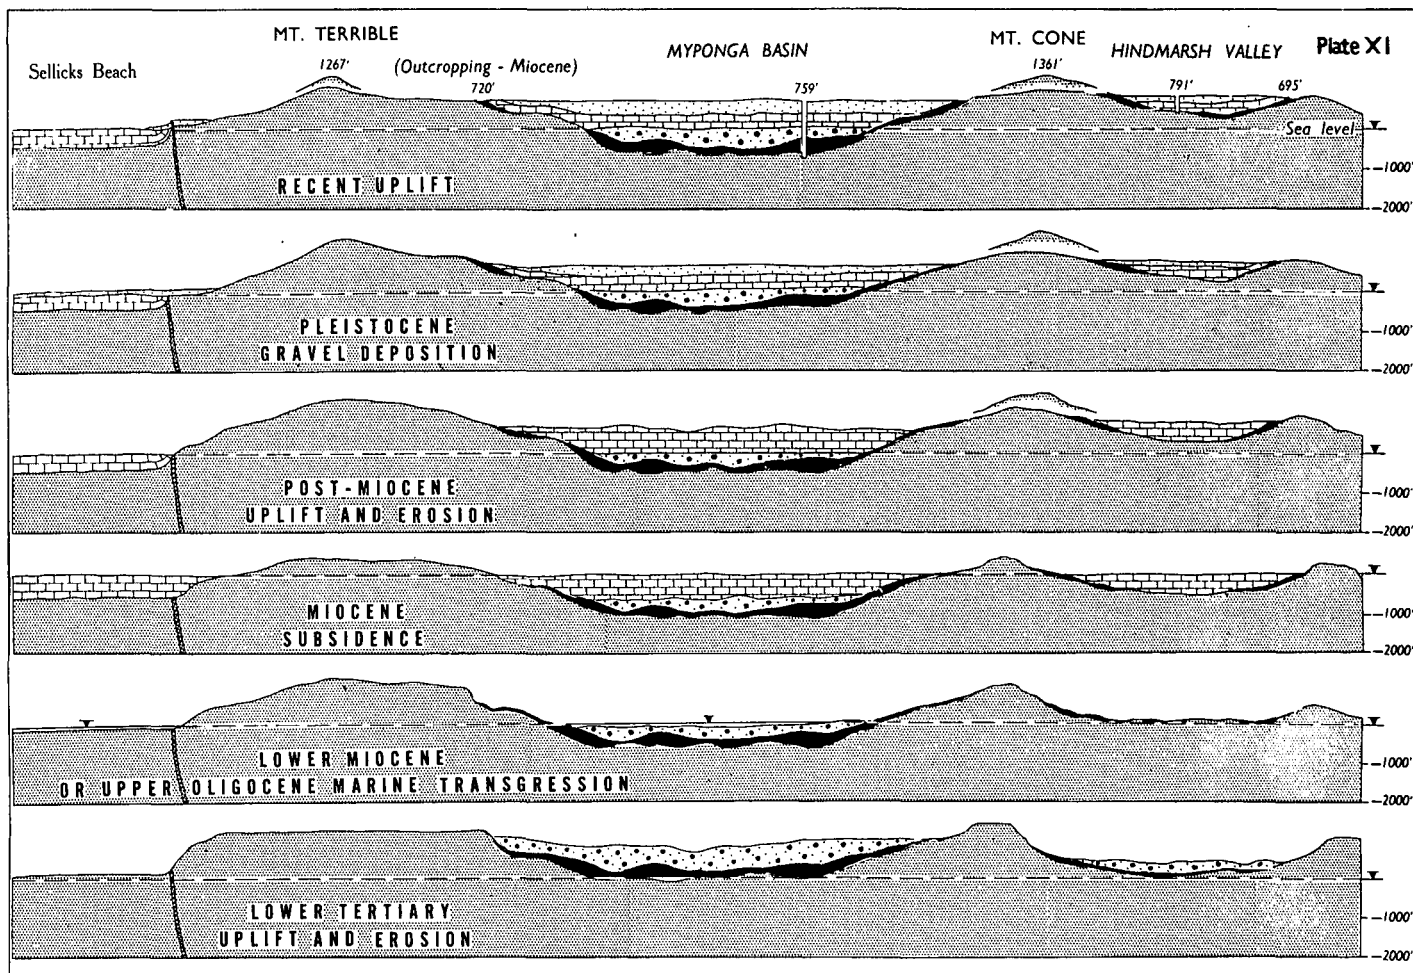 MT. TERRIBLE
MT. CONE
Plate XI
Sellicks Beach
(Outcropping - Miocene)
MYPONGA BASIN
HINDMARSH VALLEY
1267'
720'
759'
1361'
791'
695'
Sea level
-1000'
RECENT UPLIFT
-2000'
PLEISTOCENE
GRAVEL DEPOSITION
-1000'
-2000'
POST-MIOCENE
UPLIFT AND EROSION
-1000'
-2000'
MIOCENE
SUBSIDENCE
-1000'
-2000'
LOWER MIOCENE
OR UPPER OLIGOCENE MARINE TRANSGRESSION
-1000'
-2000'
LOWER TERTIARY
UPLIFT AND EROSION
-1000'
-2000'